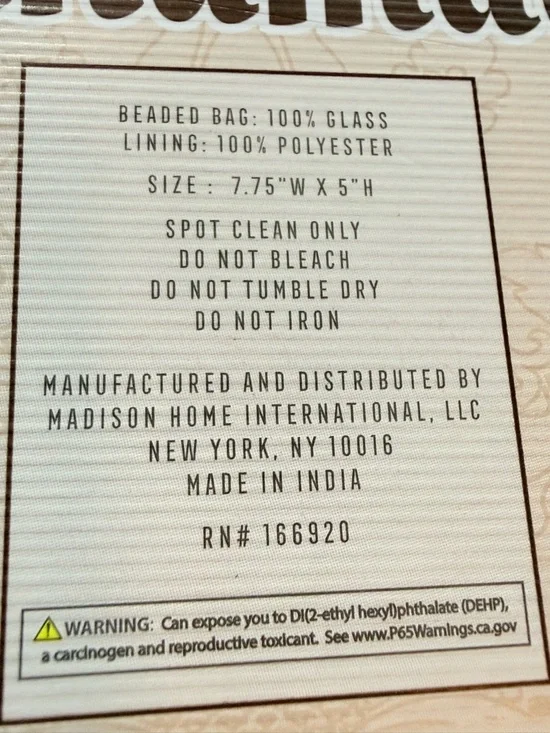 BEADED BAG: 100% GLASS
LINING: 100% POLYESTER
SIZE : 7.75"W X 5"H
SPOT CLEAN ONLY
DO NOT BLEACH
DO NOT TUMBLE DRY
DO NOT IRON
MANUFACTURED AND DISTRIBUTED BY
MADISON HOME INTERNATIONAL, LLC
NEW YORK, NY 10016
MADE IN INDIA
RN# 166920
WARNING: Can expose you to DI(2-ethyl hexyl)phthalate (DEHP),
a carcinogen and reproductive toxicant. See www.P65Warnings.ca.gov